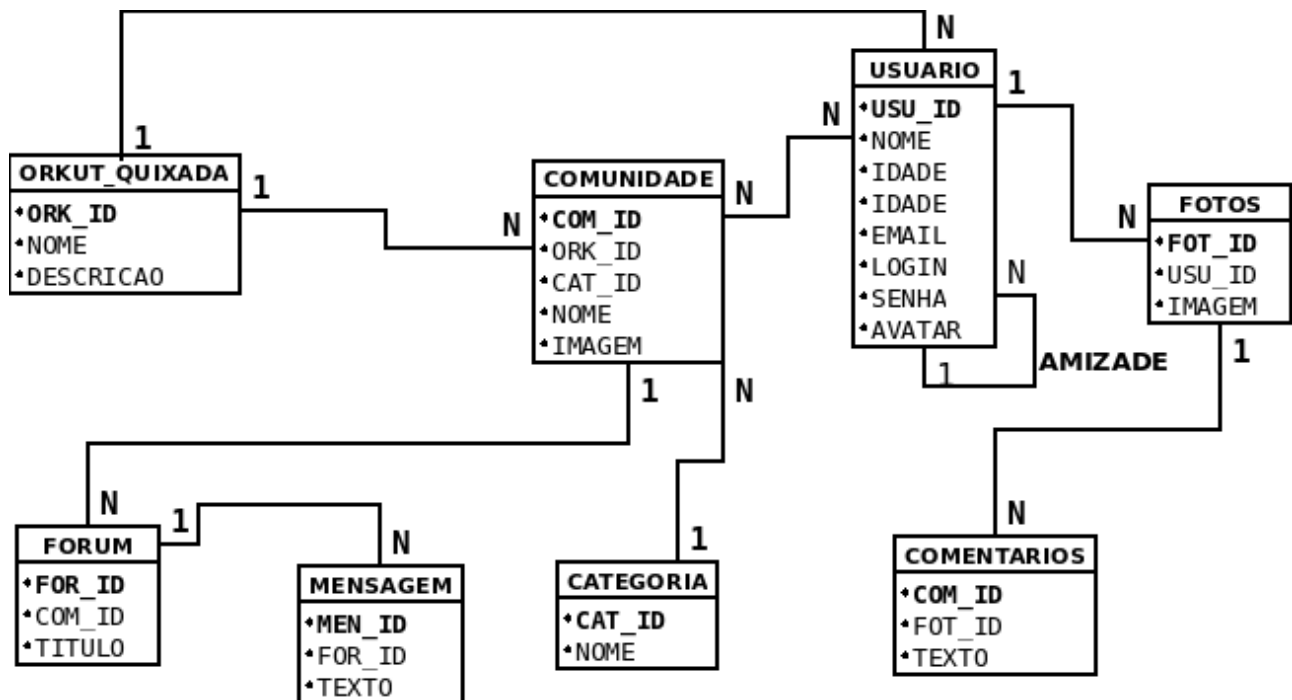 1
N
ORKUT_QUIXADA
*ORK_ID
*NOME
*DESCRICAO
1
N
COMUNIDADE
*COM_ID
*ORK_ID
*CAT_ID
*NOME
*IMAGEM
N
N
USUARIO
*USU_ID
*NOME
*IDADE
*IDADE
*EMAIL
*LOGIN
*SENHA
*AVATAR
N
1
AMIZADE
1
N
FOTOS
*FOT_ID
*USU_ID
*IMAGEM
1
N
1
N
FORUM
*FOR_ID
*COM_ID
*TITULO
1
N
MENSAGEM
*MEN_ID
*FOR_ID
*TEXTO
N
1
CATEGORIA
*CAT_ID
*NOME
COMENTARIOS
*COM_ID
*FOT_ID
*TEXTO